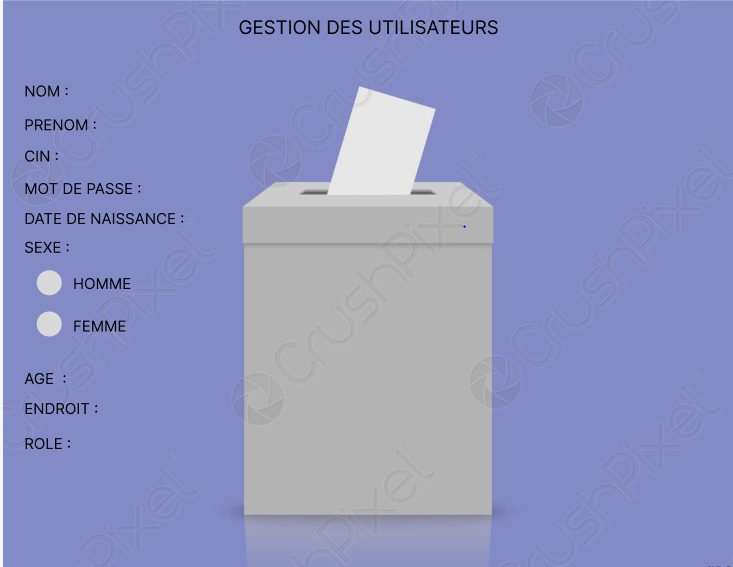 GESTION DES UTILISATEURS
NOM :
PRENOM :
CIN :
MOT DE PASSE :
DATE DE NAISSANCE :
SEXE :
HOMME
FEMME
AGE  :
ENDROIT :
ROLE :
CrushPixel
CrushPixel
CrushPixel
CrushPixel
CrushPixel
CrushPixel
CrushPixel